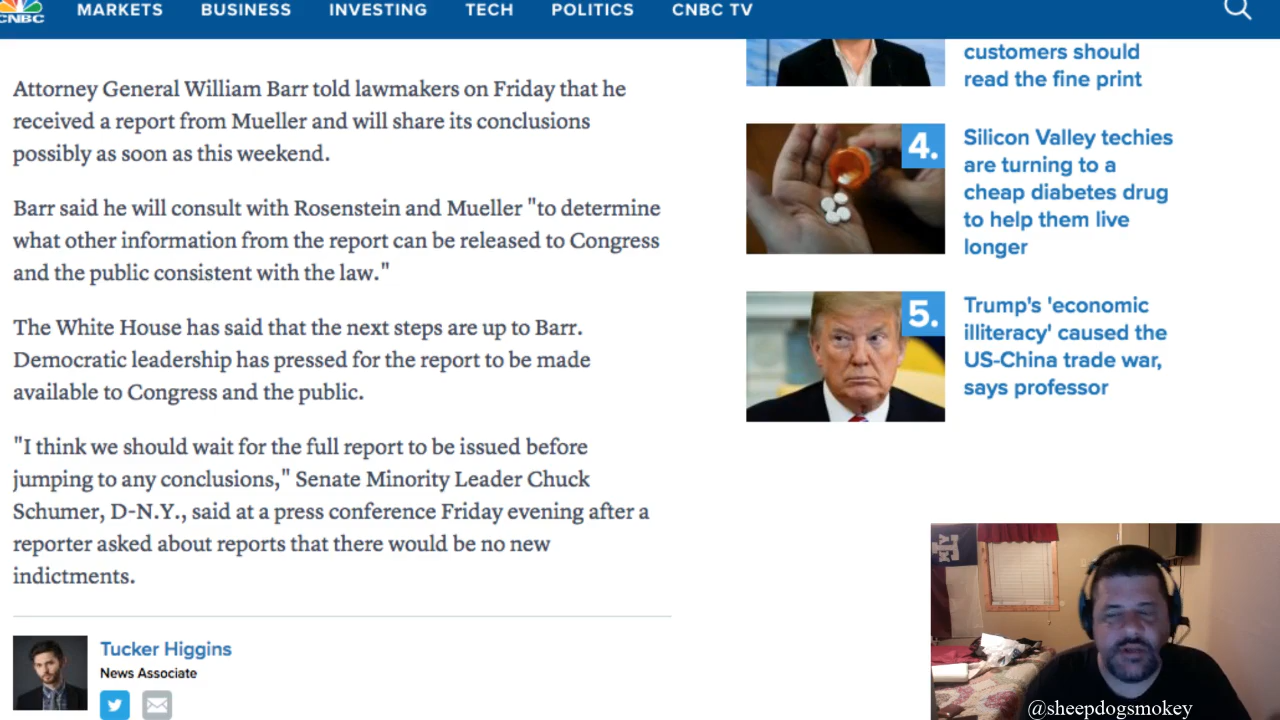 CNBC
MARKETS BUSINESS INVESTING TECH POLITICS CNBC TV
Attorney General William Barr told lawmakers on Friday that he
received a report from Mueller and will share its conclusions
possibly as soon as this weekend.
Barr said he will consult with Rosenstein and Mueller "to determine
what other information from the report can be released to Congress
and the public consistent with the law."
The White House has said that the next steps are up to Barr.
Democratic leadership has pressed for the report to be made
available to Congress and the public.
"I think we should wait for the full report to be issued before
jumping to any conclusions," Senate Minority Leader Chuck
Schumer, D-N.Y., said at a press conference Friday evening after a
reporter asked about reports that there would be no new
indictments.
Tucker Higgins
News Associate
customers should
read the fine print
4.
Silicon Valley techies
are turning to a
cheap diabetes drug
to help them live
longer
5.
Trump's 'economic
illiteracy' caused the
US-China trade war,
says professor
@sheepdogsmokey